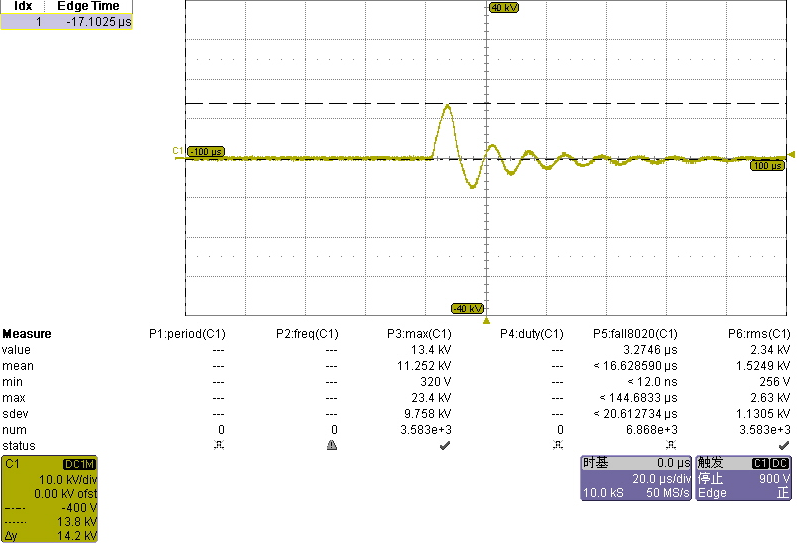 Idx Edge Time
1 -17.1025 µs
40 kV
C1 -100 µs
100 µs
-40 kV
Measure P1:period(C1) P2:freq(C1) P3:max(C1) P4:duty(C1) P5:fall8020(C1) P6:rms(C1)
value --- --- 13.4 kV --- 3.2746 µs 2.34 kV
mean --- --- 11.252 kV --- < 16.628590 µs 1.5249 kV
min --- --- 320 V --- < 12.0 ns 256 V
max --- --- 23.4 kV --- < 144.6833 µs 2.63 kV
sdev --- --- 9.758 kV --- < 20.612734 µs 1.1305 kV
num 0 0 3.583e+3 0 6.868e+3 3.583e+3
status
C1 DC1M
10.0 kV/div
0.00 kV ofst
-400 V
13.8 kV
Δy 14.2 kV
时基 0.0 µs
20.0 µs/div
10.0 kS 50 MS/s
触发 C1 DC
停止 900 V
Edge 正